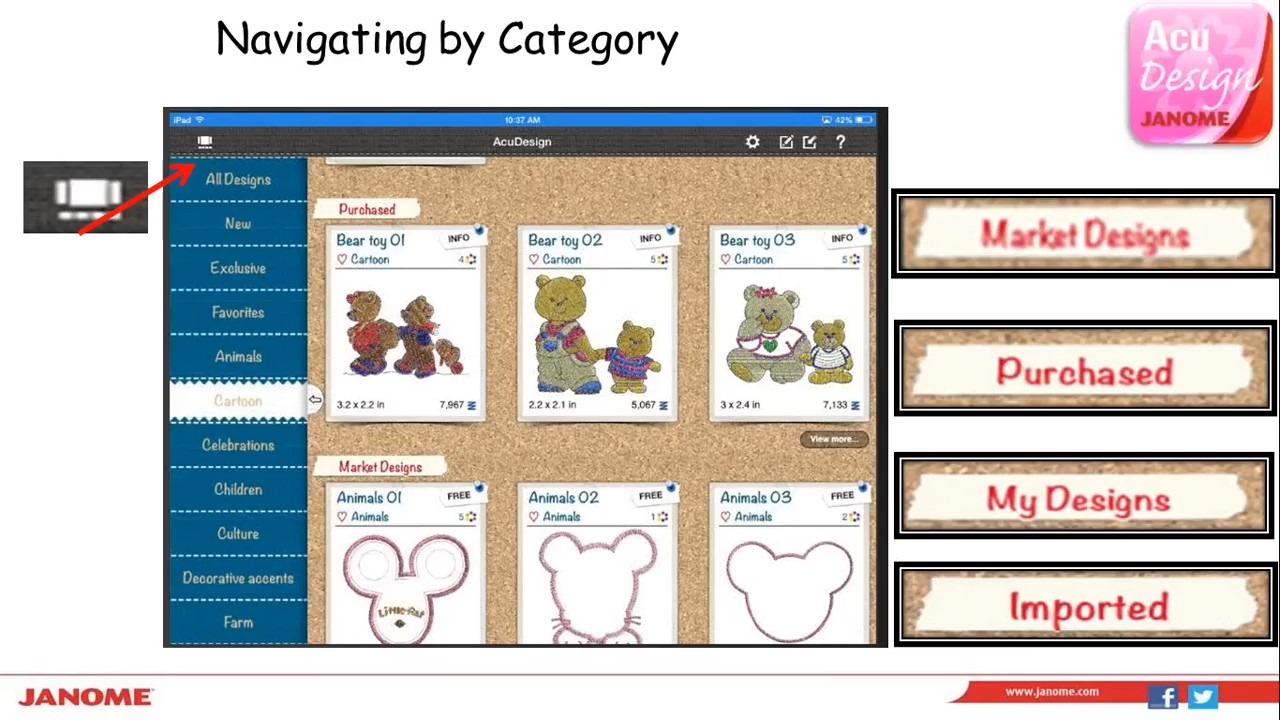 Navigating by Category
Acu
Design
JANOME
iPad
10:37 AM
42%
AcuDesign
?
All Designs
New
Exclusive
Favorites
Animals
Cartoon
Celebrations
Children
Culture
Decorative accents
Farm
Purchased
Bear toy 01
INFO
Cartoon
4
3.2 x 2.2 in
7,967
Bear toy 02
INFO
Cartoon
5
2.2 x 2.1 in
5,067
Bear toy 03
INFO
Cartoon
5
3 x 2.4 in
7,133
View more...
Market Designs
Animals 01
FREE
Animals
5
Animals 02
FREE
Animals
1
Animals 03
FREE
Animals
2
Market Designs
Purchased
My Designs
Imported
JANOME
www.janome.com
f